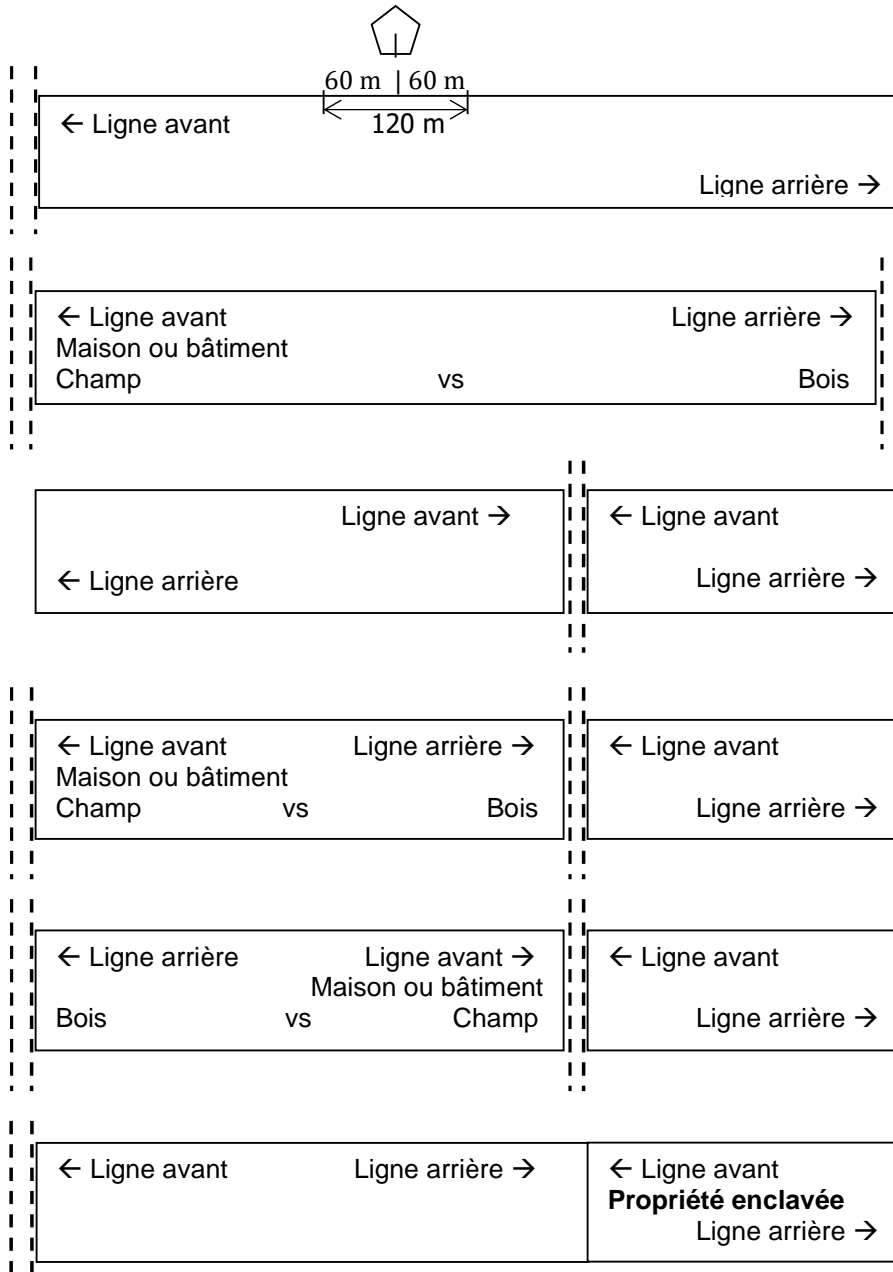 60 m | 60 m
120 m
← Ligne avant
Ligne arrière →
← Ligne avant Ligne arrière →
Maison ou bâtiment
Champ vs Bois
Ligne avant → ← Ligne avant
← Ligne arrière Ligne arrière →
← Ligne avant Ligne arrière → ← Ligne avant
Maison ou bâtiment
Champ vs Bois Ligne arrière →
← Ligne arrière Ligne avant → ← Ligne avant
Maison ou bâtiment
Bois vs Champ Ligne arrière →
← Ligne avant Ligne arrière → ← Ligne avant
Propriété enclavée
Ligne arrière →